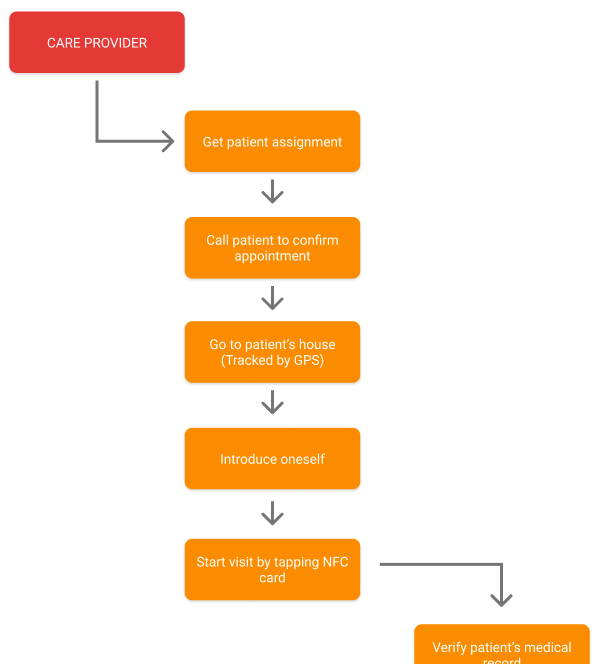 CARE PROVIDER
Get patient assignment
Call patient to confirm
appointment
Go to patient's house
(Tracked by GPS)
Introduce oneself
Start visit by tapping NFC
card
Verify patient's medical
record